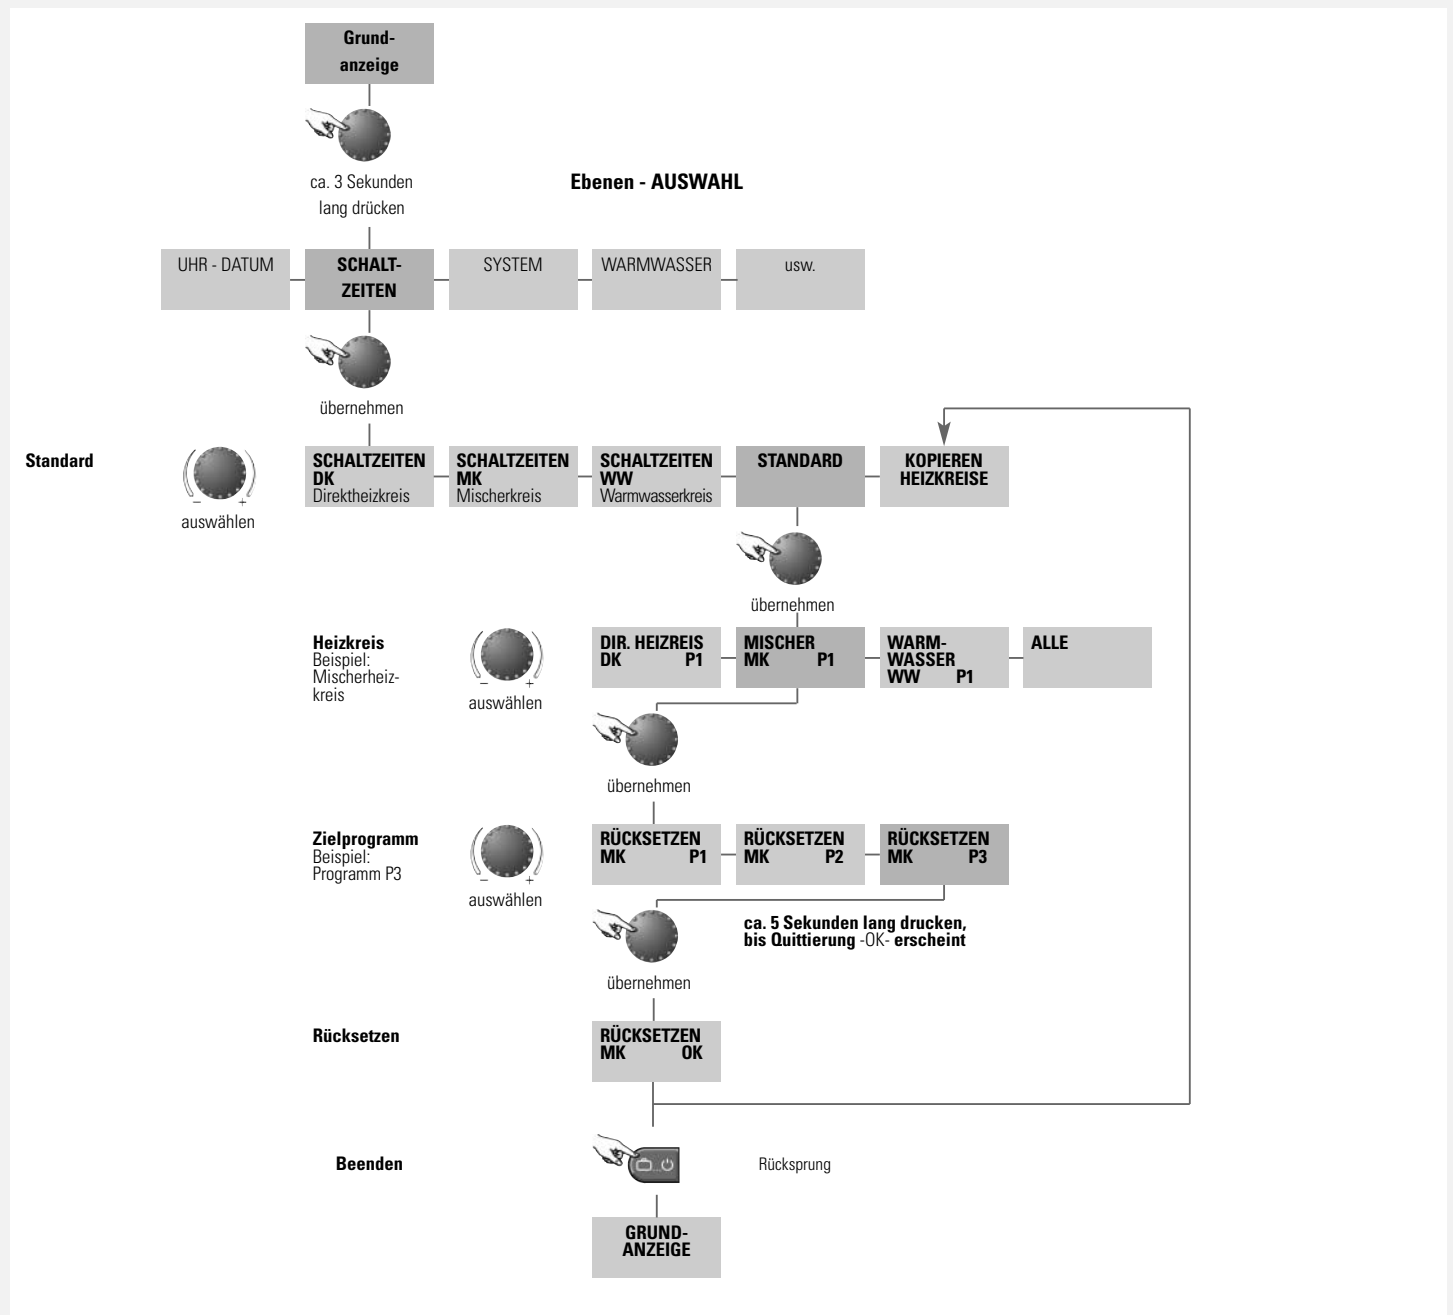 Grund-
anzeige
ca. 3 Sekunden
lang drücken
Ebenen - AUSWAHL
UHR - DATUM
SCHALT-
ZEITEN
SYSTEM
WARMWASSER
usw.
übernehmen
Standard
- +
auswählen
SCHALTZEITEN
DK
Direktheizkreis
SCHALTZEITEN
MK
Mischerkreis
SCHALTZEITEN
WW
Warmwasserkreis
STANDARD
KOPIEREN
HEIZKREISE
übernehmen
Heizkreis
Beispiel:
Mischerheiz-
kreis
- +
auswählen
DIR. HEIZREIS
DK P1
MISCHER
MK P1
WARM-
WASSER
WW P1
ALLE
übernehmen
Zielprogramm
Beispiel:
Programm P3
- +
auswählen
RÜCKSETZEN
MK P1
RÜCKSETZEN
MK P2
RÜCKSETZEN
MK P3
ca. 5 Sekunden lang drucken,
bis Quittierung -OK- erscheint
übernehmen
Rücksetzen
RÜCKSETZEN
MK OK
Beenden
Rücksprung
GRUND-
ANZEIGE